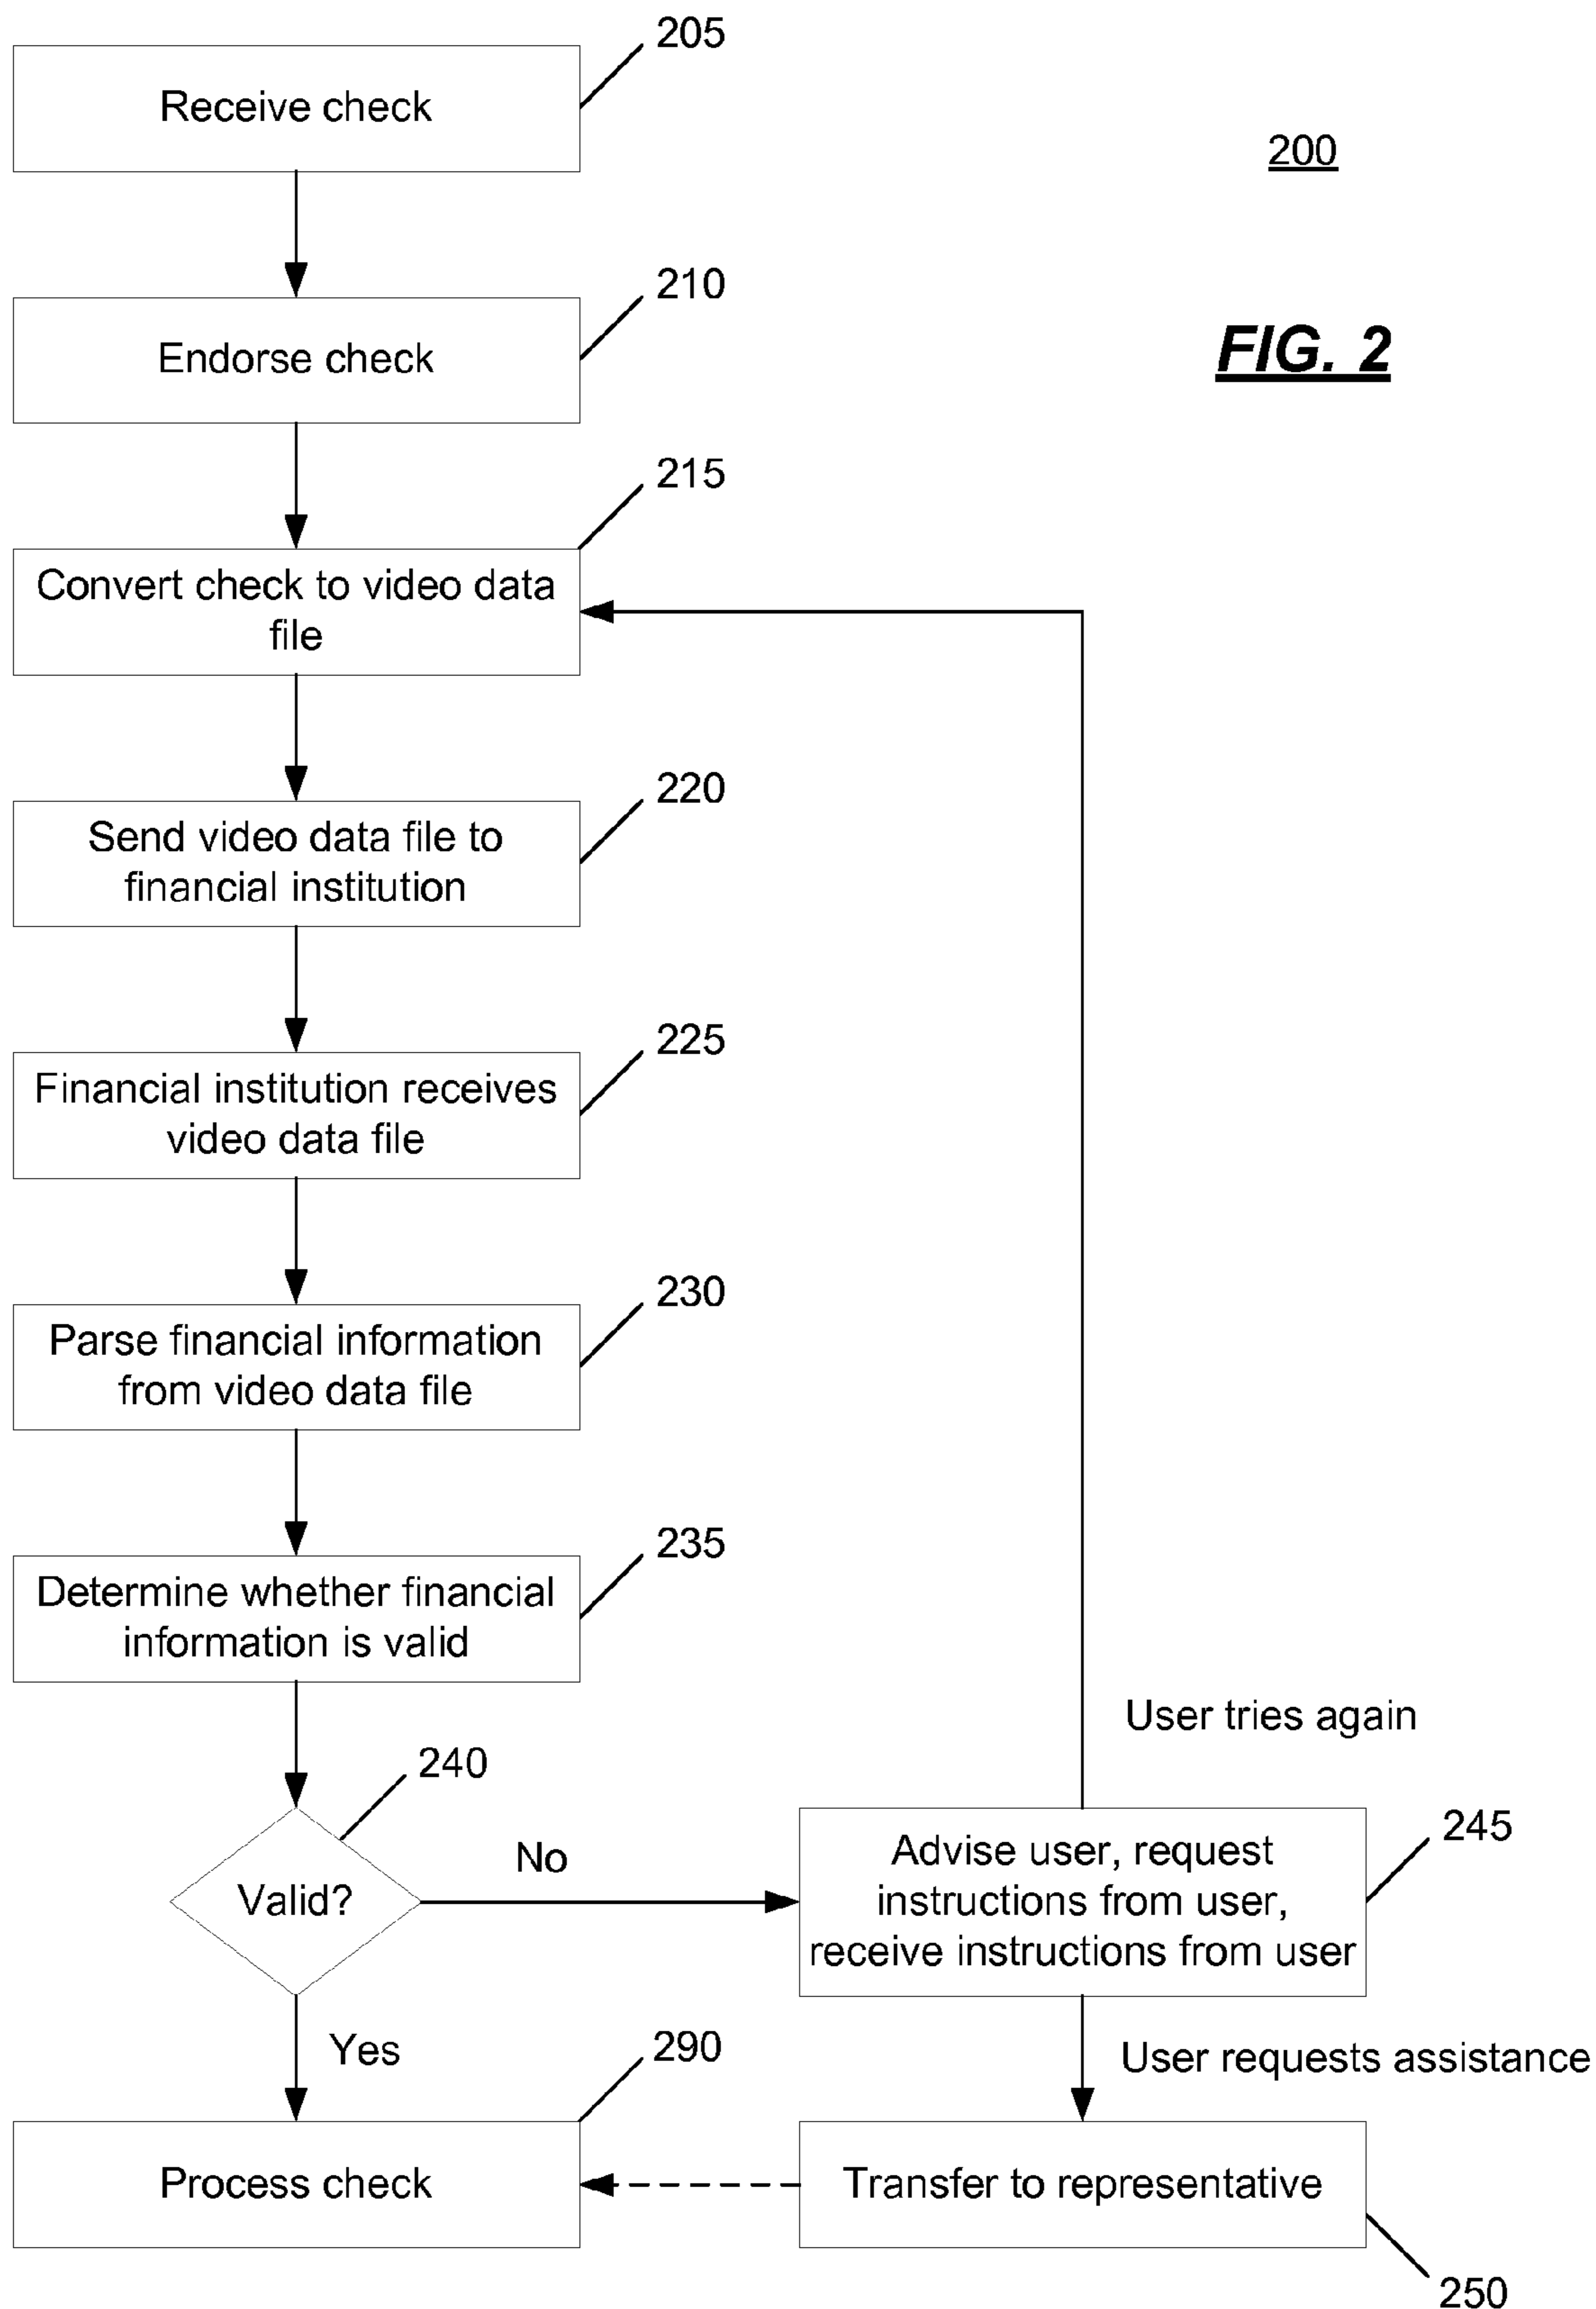 205
Receive check
200
210
Endorse check
FIG. 2
215
Convert check to video data
file
220
Send video data file to
financial institution
225
Financial institution receives
video data file
230
Parse financial information
from video data file
235
Determine whether financial
information is valid
User tries again
240
Valid?
No
Advise user, request
instructions from user,
receive instructions from user
245
Yes
User requests assistance
290
Process check
Transfer to representative
250